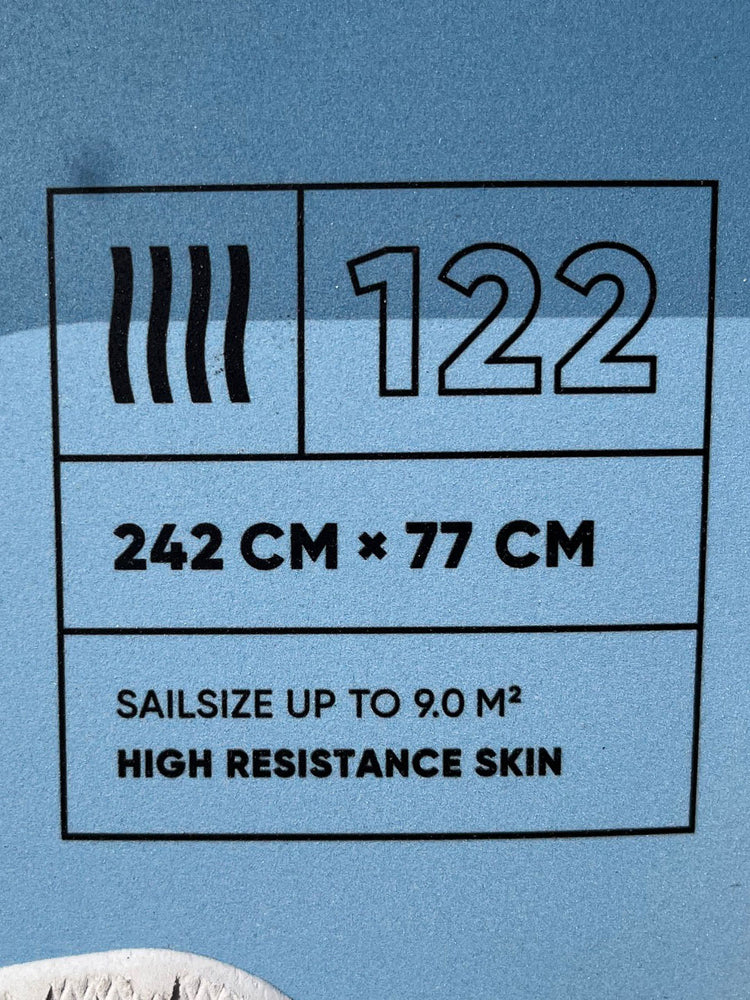 122
242 CM × 77 CM
SAILSIZE UP TO 9.0 M²
HIGH RESISTANCE SKIN